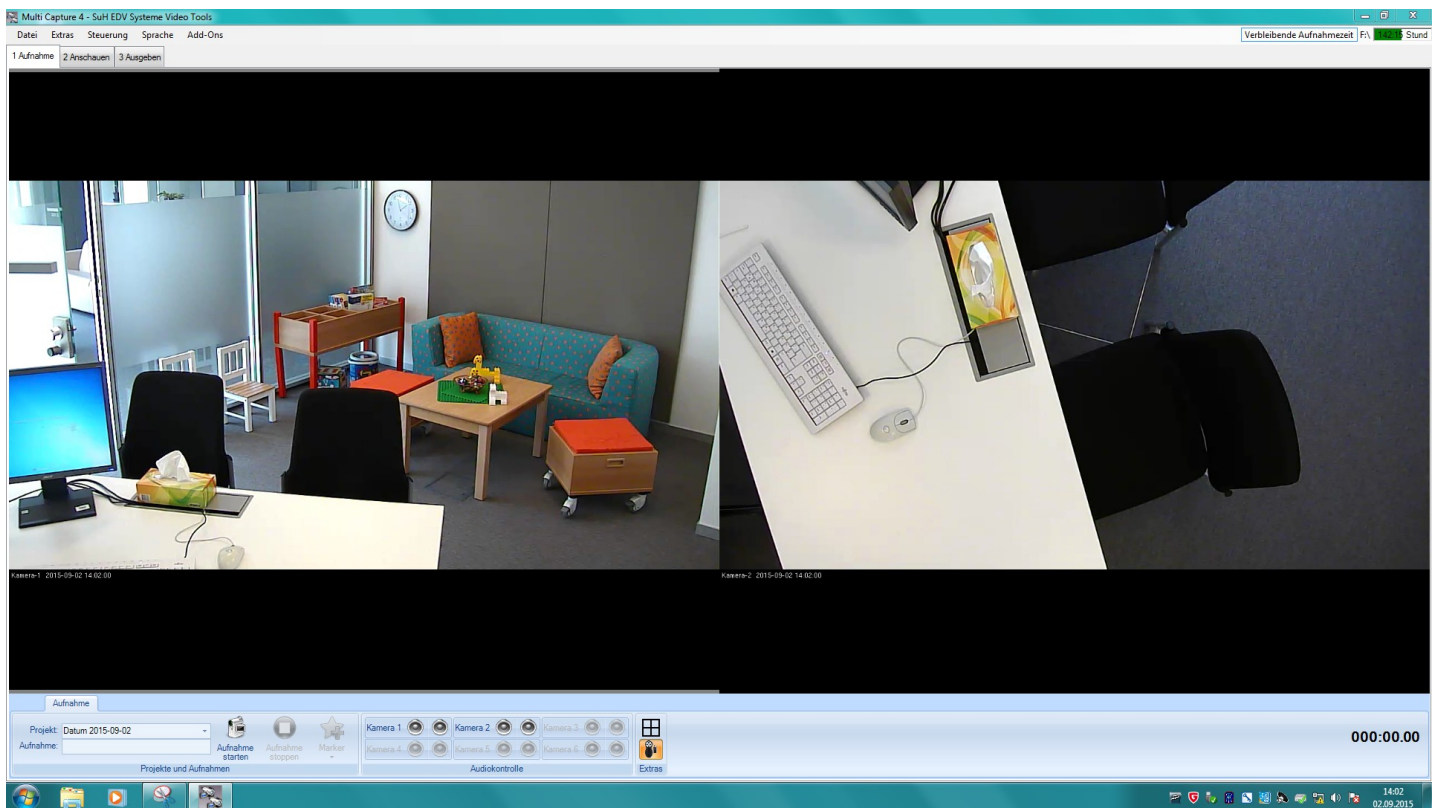 Multi Capture 4 - SuH EDV Systeme Video Tools
Datei Extras Steuerung Sprache Add-Ons
Verbleibende Aufnahmezeit F:\ 142:15 Stund
1 Aufnahme 2 Anschauen 3 Ausgeben
Kamera-1 2015-09-02 14:02:00
Kamera-2 2015-09-02 14:02:00
Aufnahme
Projekt: Datum 2015-09-02
Aufnahme:
Aufnahme starten
Aufnahme stoppen
Marker
Projekte und Aufnahmen
Kamera 1 Kamera 2 Kamera 3
Kamera 4 Kamera 5 Kamera 6
Audiokontrolle
Extras
000:00.00
14:02
02.09.2015